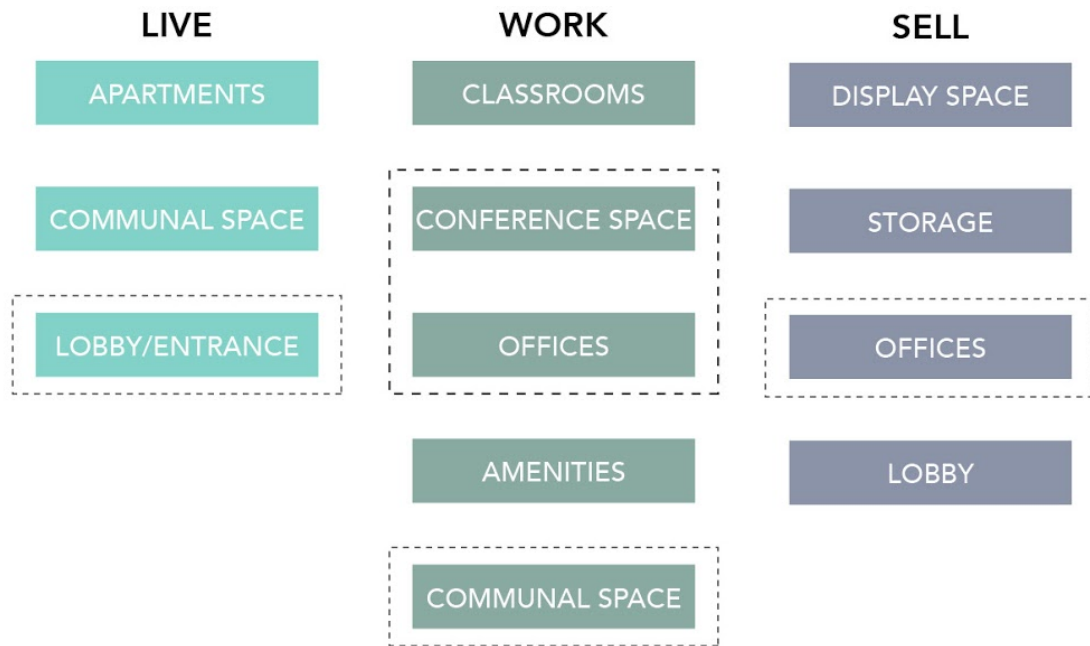 LIVE
APARTMENTS
COMMUNAL SPACE
LOBBY/ENTRANCE
WORK
CLASSROOMS
CONFERENCE SPACE
OFFICES
AMENITIES
COMMUNAL SPACE
SELL
DISPLAY SPACE
STORAGE
OFFICES
LOBBY